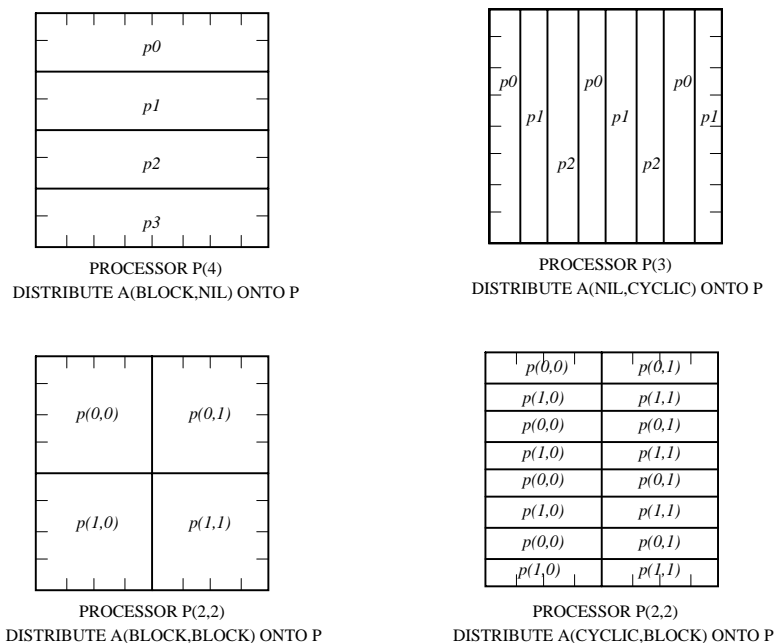 p0
p1
p2
p3
PROCESSOR P(4)
DISTRIBUTE A(BLOCK,NIL) ONTO P
p0 p0 p0
p1 p1 p1
p2 p2
PROCESSOR P(3)
DISTRIBUTE A(NIL,CYCLIC) ONTO P
p(0,0) p(0,1)
p(1,0) p(1,1)
PROCESSOR P(2,2)
DISTRIBUTE A(BLOCK,BLOCK) ONTO P
p(0,0) p(0,1)
p(1,0) p(1,1)
p(0,0) p(0,1)
p(1,0) p(1,1)
p(0,0) p(0,1)
p(1,0) p(1,1)
p(0,0) p(0,1)
p(1,0) p(1,1)
PROCESSOR P(2,2)
DISTRIBUTE A(CYCLIC,BLOCK) ONTO P